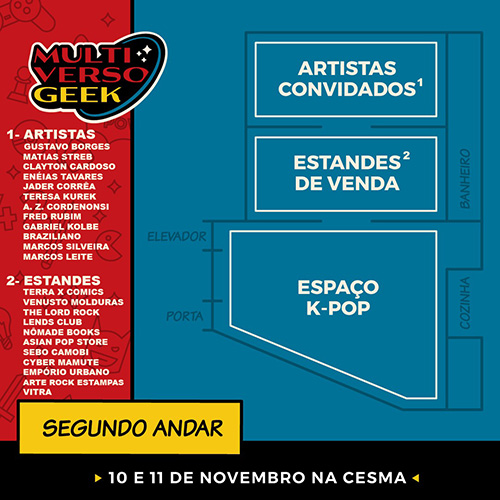 MULTI
VERSO
GEEK
1- ARTISTAS
GUSTAVO BORGES
MATIAS STREB
CLAYTON CARDOSO
ENÉIAS TAVARES
JADER CORRÊA
TERESA KUREK
A. Z. CORDENONSI
FRED RUBIM
GABRIEL KOLBE
BRAZILIANO
MARCOS SILVEIRA
MARCOS LEITE
2- ESTANDES
TERRA X COMICS
VENUSTO MOLDURAS
THE LORD ROCK
LENDS CLUB
NÔMADE BOOKS
ASIAN POP STORE
SEBO CAMOBI
CYBER MAMUTE
EMPÓRIO URBANO
ARTE ROCK ESTAMPAS
VITRA
ARTISTAS
CONVIDADOS¹
ESTANDES²
DE VENDA
BANHEIRO
ELEVADOR
ESPAÇO
K-POP
PORTA
COZINHA
SEGUNDO ANDAR
10 E 11 DE NOVEMBRO NA CESMA